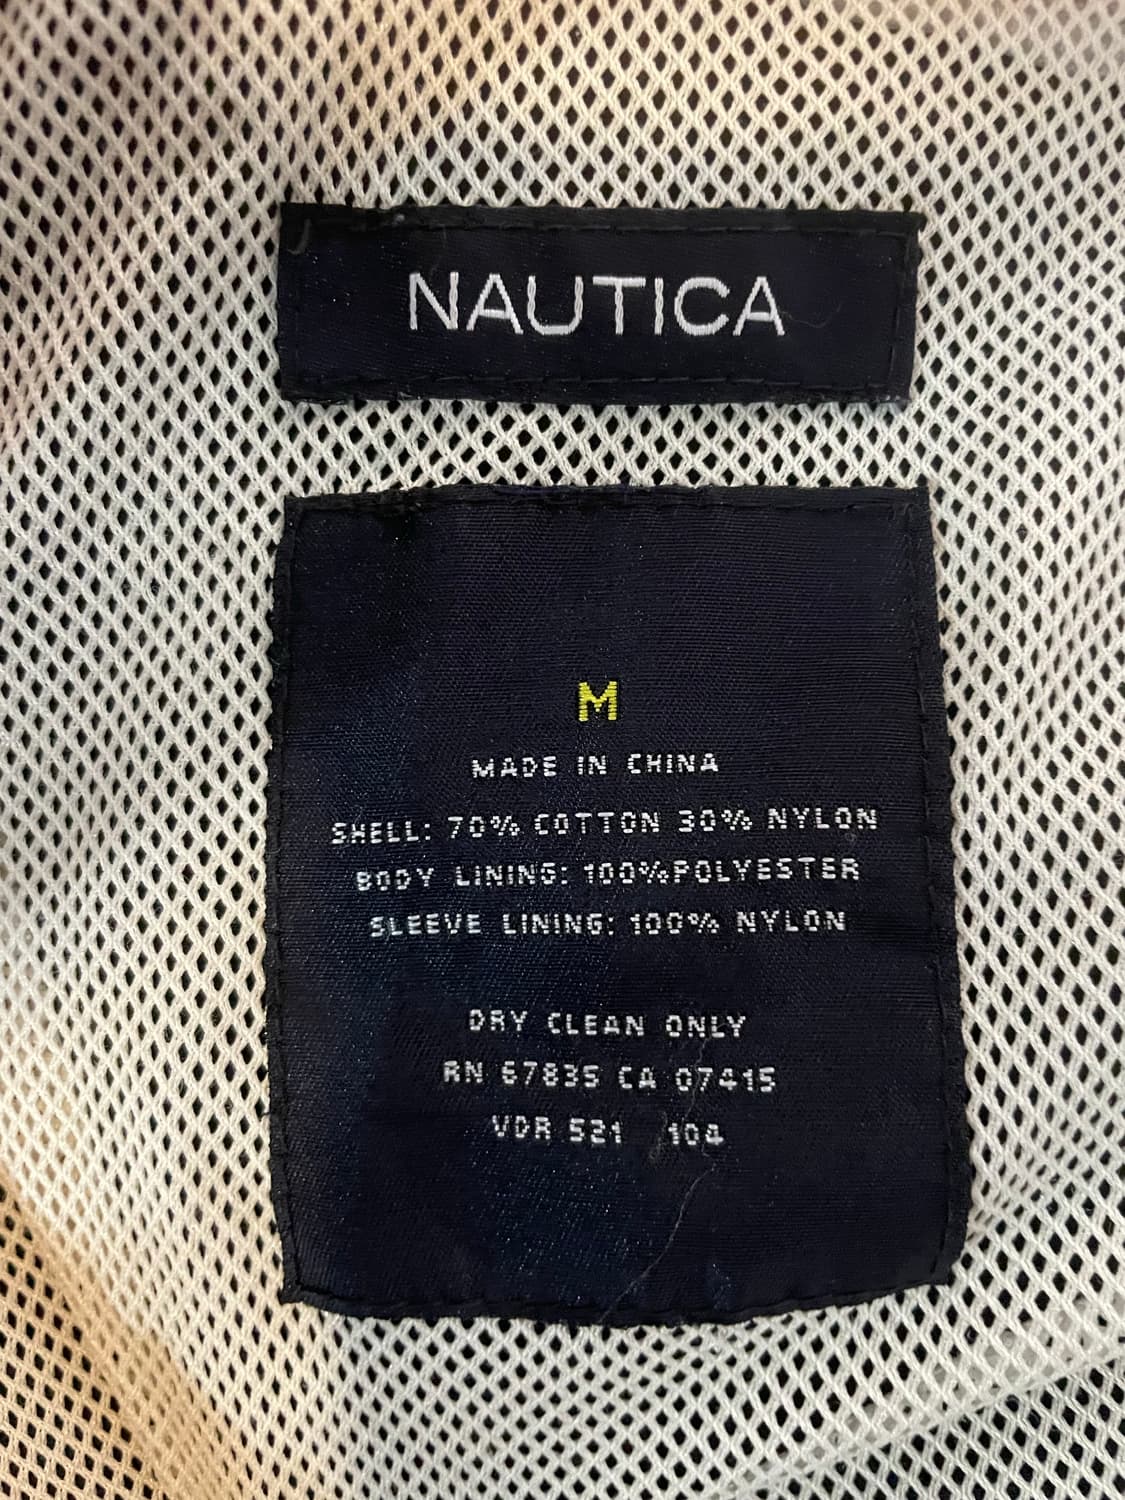 NAUTICA
M
MADE IN CHINA
SHELL: 70% COTTON 30% NYLON
BODY LINING: 100%POLYESTER
SLEEVE LINING: 100% NYLON
DRY CLEAN ONLY
RN 67835 CA 07415
VDR 521 104